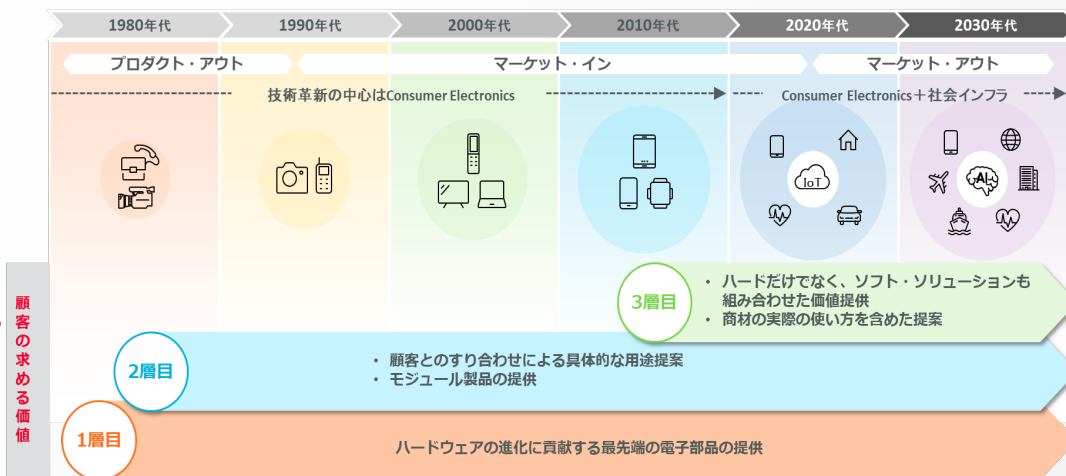 1980年代
1990年代
2000年代
2010年代
2020年代
2030年代
プロダクト・アウト
マーケット・イン
マーケット・アウト
技術革新の中心はConsumer Electronics
Consumer Electronics＋社会インフラ
IoT
AI
顧客の求める価値
3層目
・ ハードだけでなく、ソフト・ソリューションも
組み合わせた価値提供
・ 商材の実際の使い方を含めた提案
2層目
・ 顧客とのすり合わせによる具体的な用途提案
・ モジュール製品の提供
1層目
ハードウェアの進化に貢献する最先端の電子部品の提供